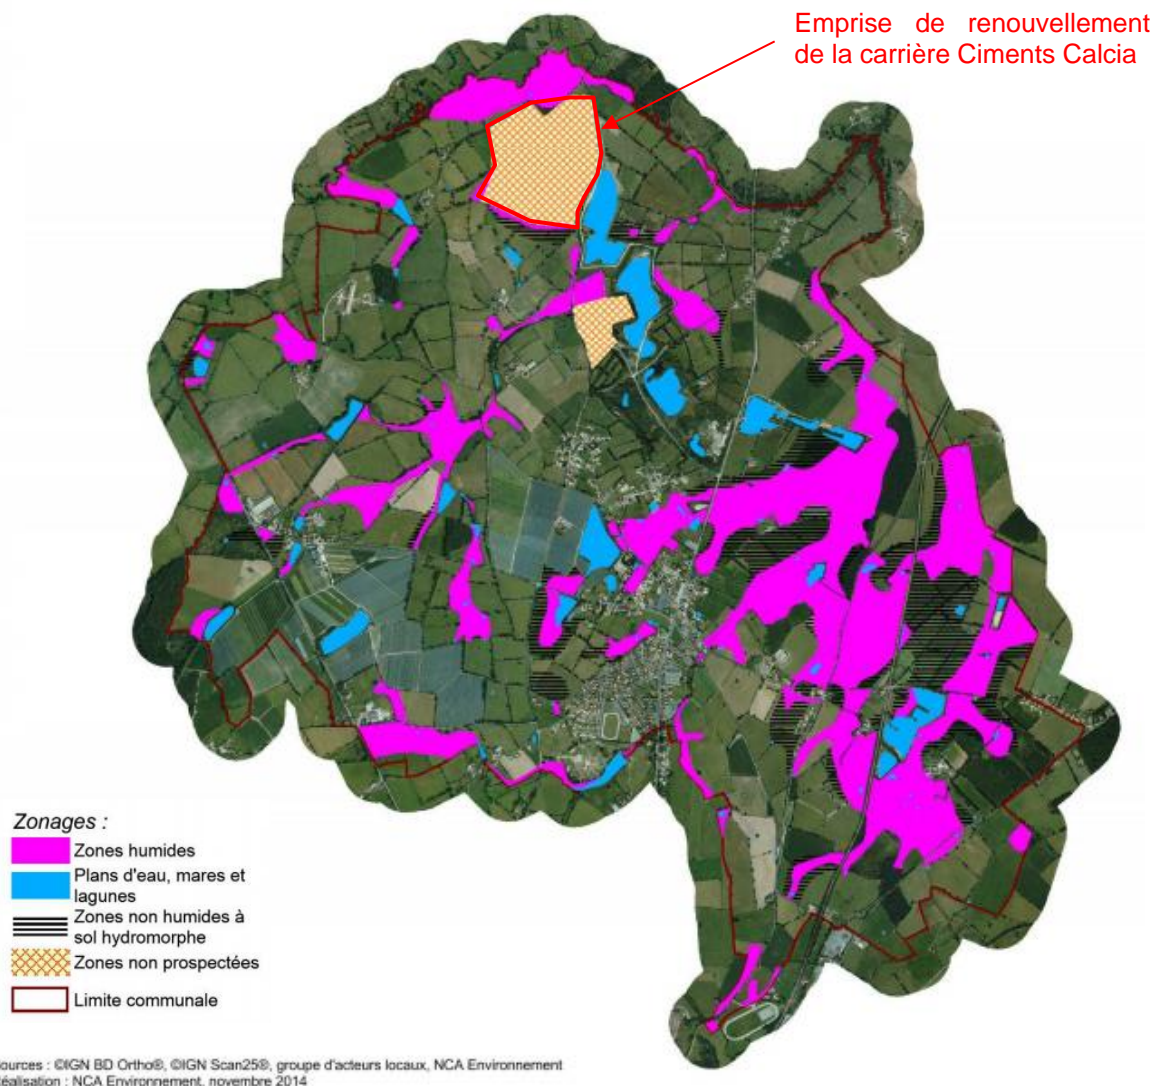 Emprise de renouvellement
de la carrière Ciments Calcia
Zonages :
Zones humides
Plans d'eau, mares et
lagunes
Zones non humides à
sol hydromorphe
Zones non prospectées
Limite communale
ources : ©IGN BD Ortho®, ©IGN Scan25®, groupe d'acteurs locaux, NCA Environnement
éalisation : NCA Environnement, novembre 2014